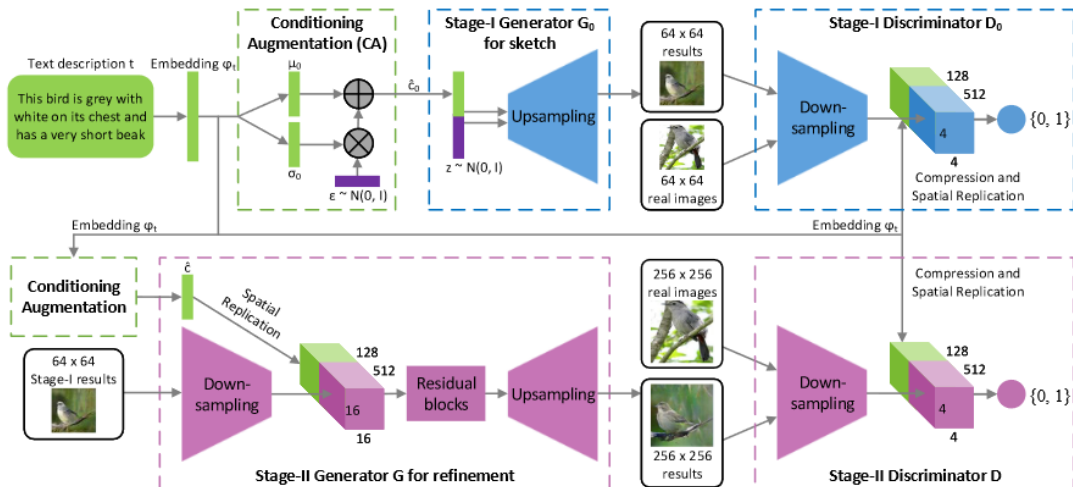 Conditioning
Augmentation (CA)
Stage-I Generator G₀
for sketch
Stage-I Discriminator D₀
Text description t
Embedding φₜ
This bird is grey with
white on its chest and
has a very short beak
μ₀
σ₀
ε ~ N(0, I)
ĉ₀
z ~ N(0, I)
Upsampling
64 x 64
results
64 x 64
real images
Down-
sampling
128
512
4
4
{0, 1}
Compression and
Spatial Replication
Embedding φₜ
Embedding φₜ
Conditioning
Augmentation
ĉ
Spatial
Replication
64 x 64
Stage-I results
Down-
sampling
128
512
16
16
Residual
blocks
Upsampling
Stage-II Generator G for refinement
256 x 256
real images
256 x 256
results
Compression and
Spatial Replication
Down-
sampling
128
512
4
4
{0, 1}
Stage-II Discriminator D